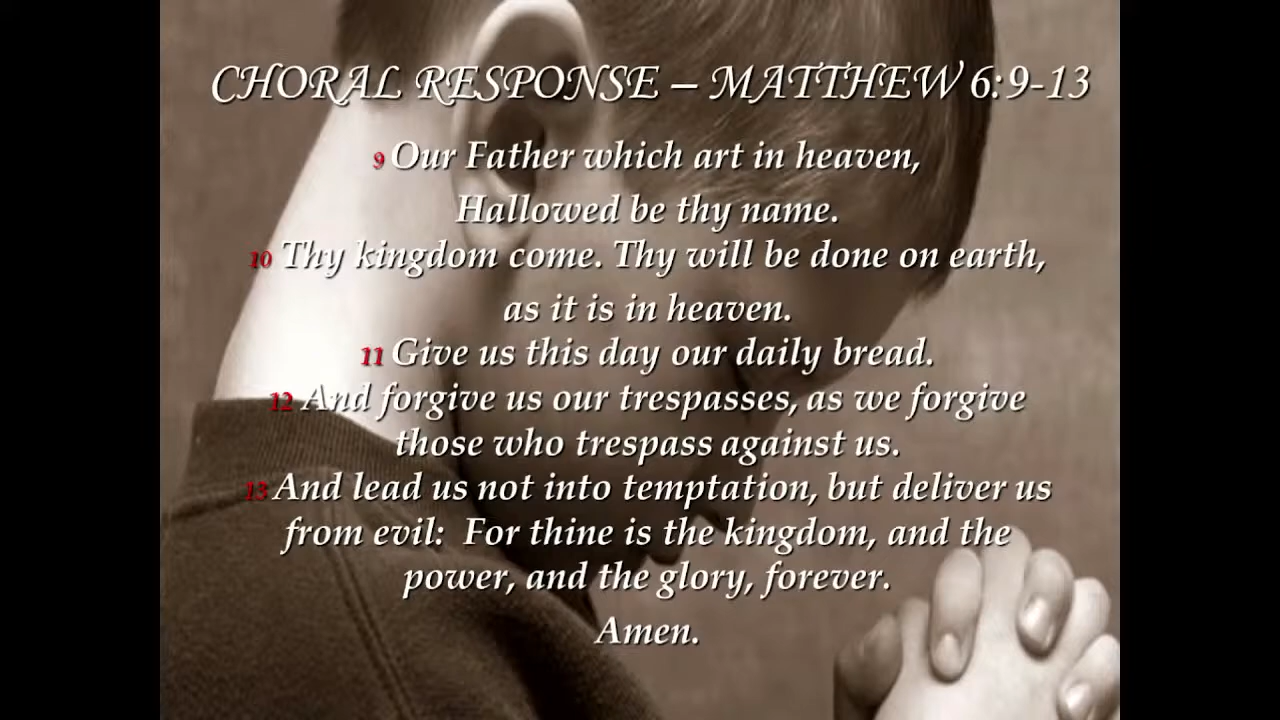 CHORAL RESPONSE – MATTHEW 6:9-13
9 Our Father which art in heaven,
Hallowed be thy name.
10 Thy kingdom come. Thy will be done on earth,
as it is in heaven.
11 Give us this day our daily bread.
12 And forgive us our trespasses, as we forgive
those who trespass against us.
13 And lead us not into temptation, but deliver us
from evil:  For thine is the kingdom, and the
power, and the glory, forever.
Amen.